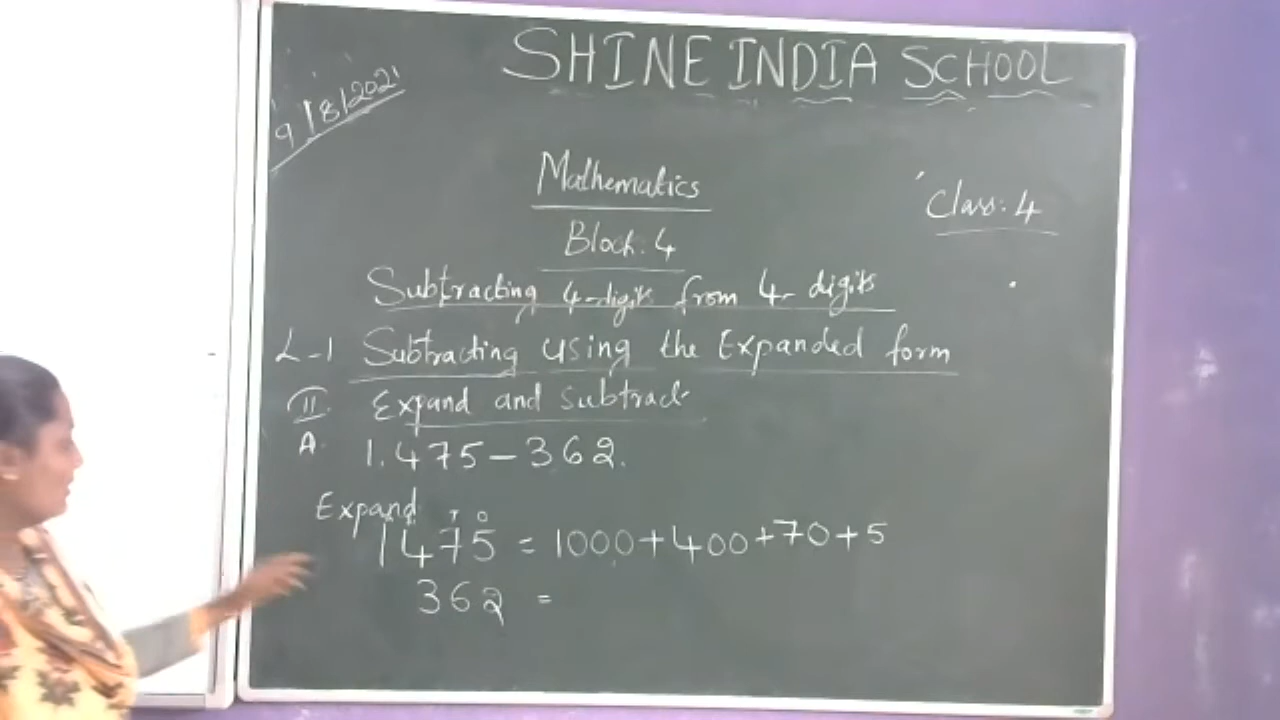 SHINE INDIA SCHOOL
9/8/2021
Mathematics
Class: 4
Block: 4
Subtracting 4-digits from 4-digits
L-1 Subtracting using the Expanded form
II. Expand and Subtract
A. 1.475-362.
Expand
T O
1475 = 1000+400+70+5
362 =